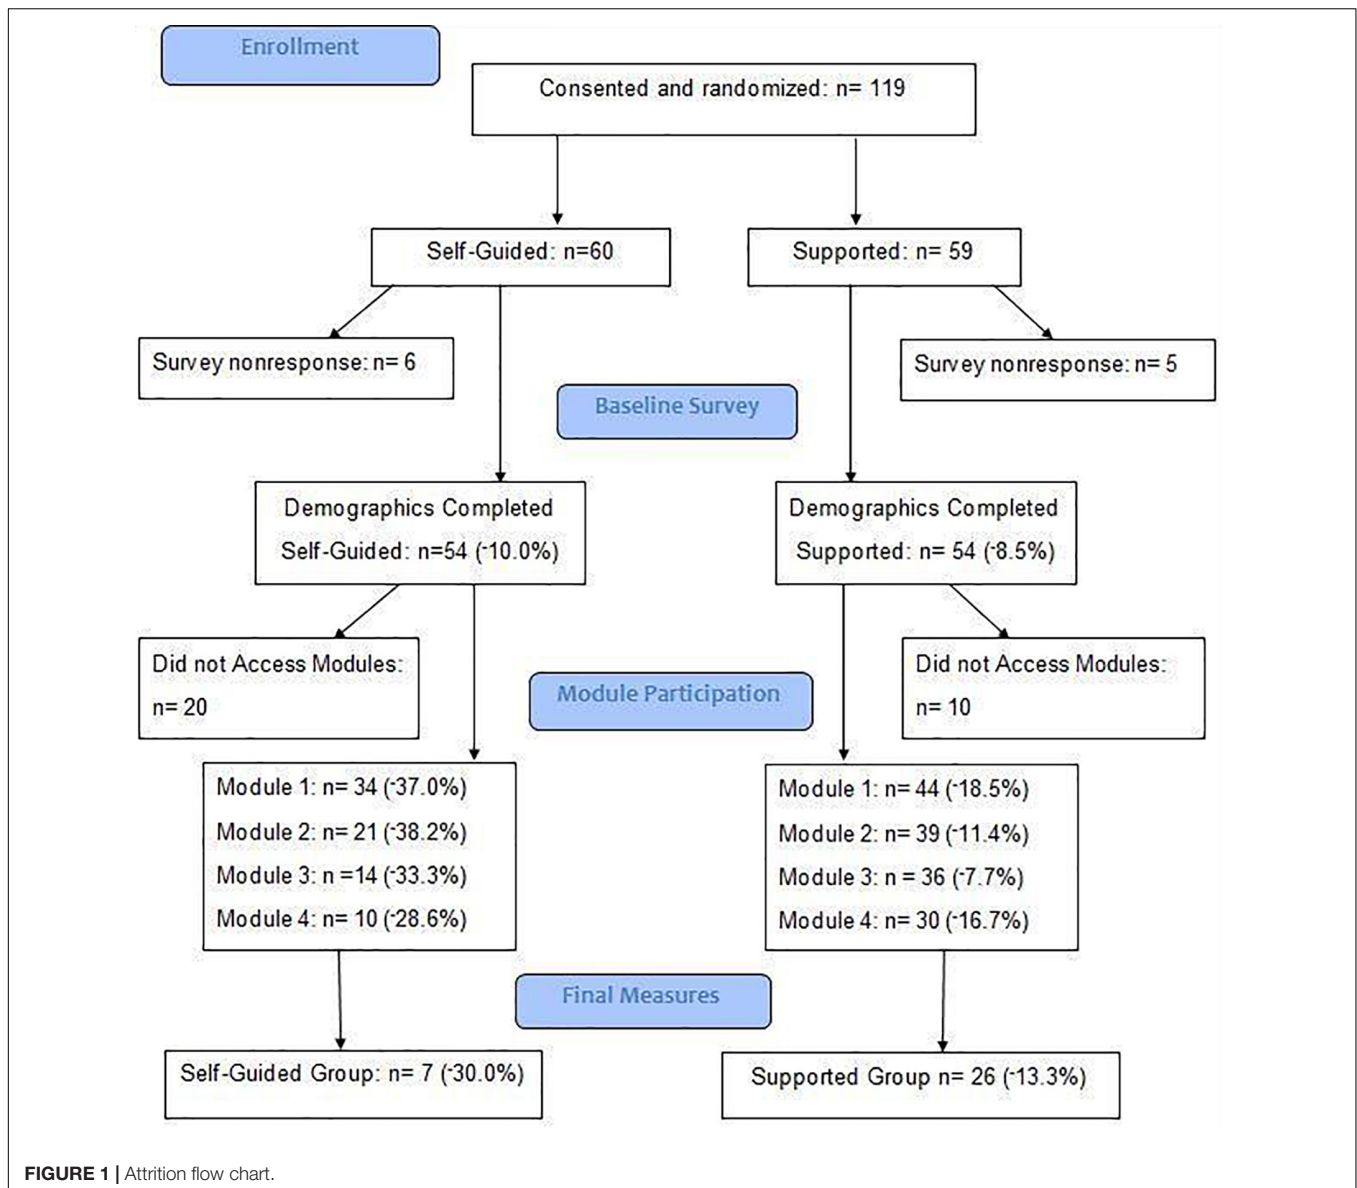 Enrollment
Consented and randomized: n= 119
Self-Guided: n=60
Supported: n= 59
Survey nonresponse: n= 6
Survey nonresponse: n= 5
Baseline Survey
Demographics Completed
Self-Guided: n=54 (-10.0%)
Demographics Completed
Supported: n= 54 (-8.5%)
Did not Access Modules:
n= 20
Did not Access Modules:
n= 10
Module Participation
Module 1: n= 34 (-37.0%)
Module 2: n= 21 (-38.2%)
Module 3: n =14 (-33.3%)
Module 4: n= 10 (-28.6%)
Module 1: n= 44 (-18.5%)
Module 2: n= 39 (-11.4%)
Module 3: n = 36 (-7.7%)
Module 4: n= 30 (-16.7%)
Final Measures
Self-Guided Group: n= 7 (-30.0%)
Supported Group n= 26 (-13.3%)
FIGURE 1 | Attrition flow chart.